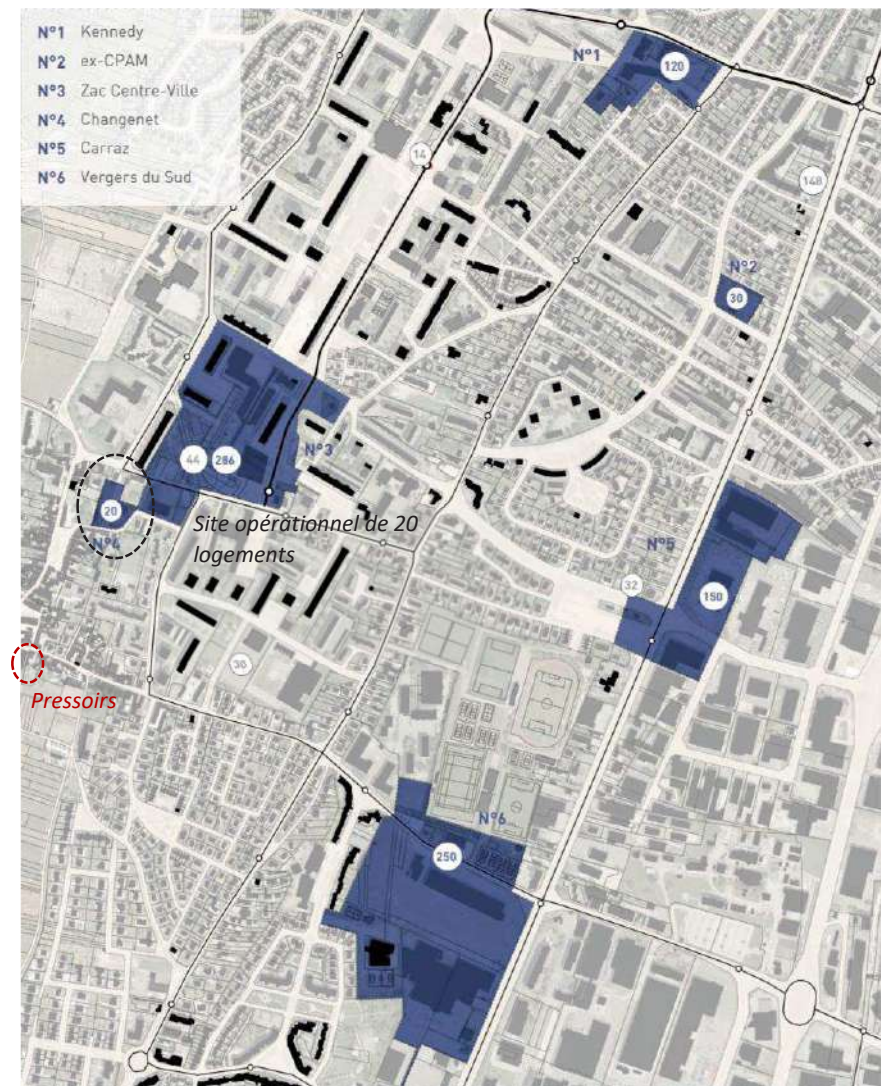 N°1 Kennedy
N°2 ex-CPAM
N°3 Zac Centre-Ville
N°4 Changenet
N°5 Carraz
N°6 Vergers du Sud
N°1
120
14
148
N°2
30
N°3
44
286
20
N°4
Site opérationnel de 20
logements
N°5
32
150
30
Pressoirs
N°6
250